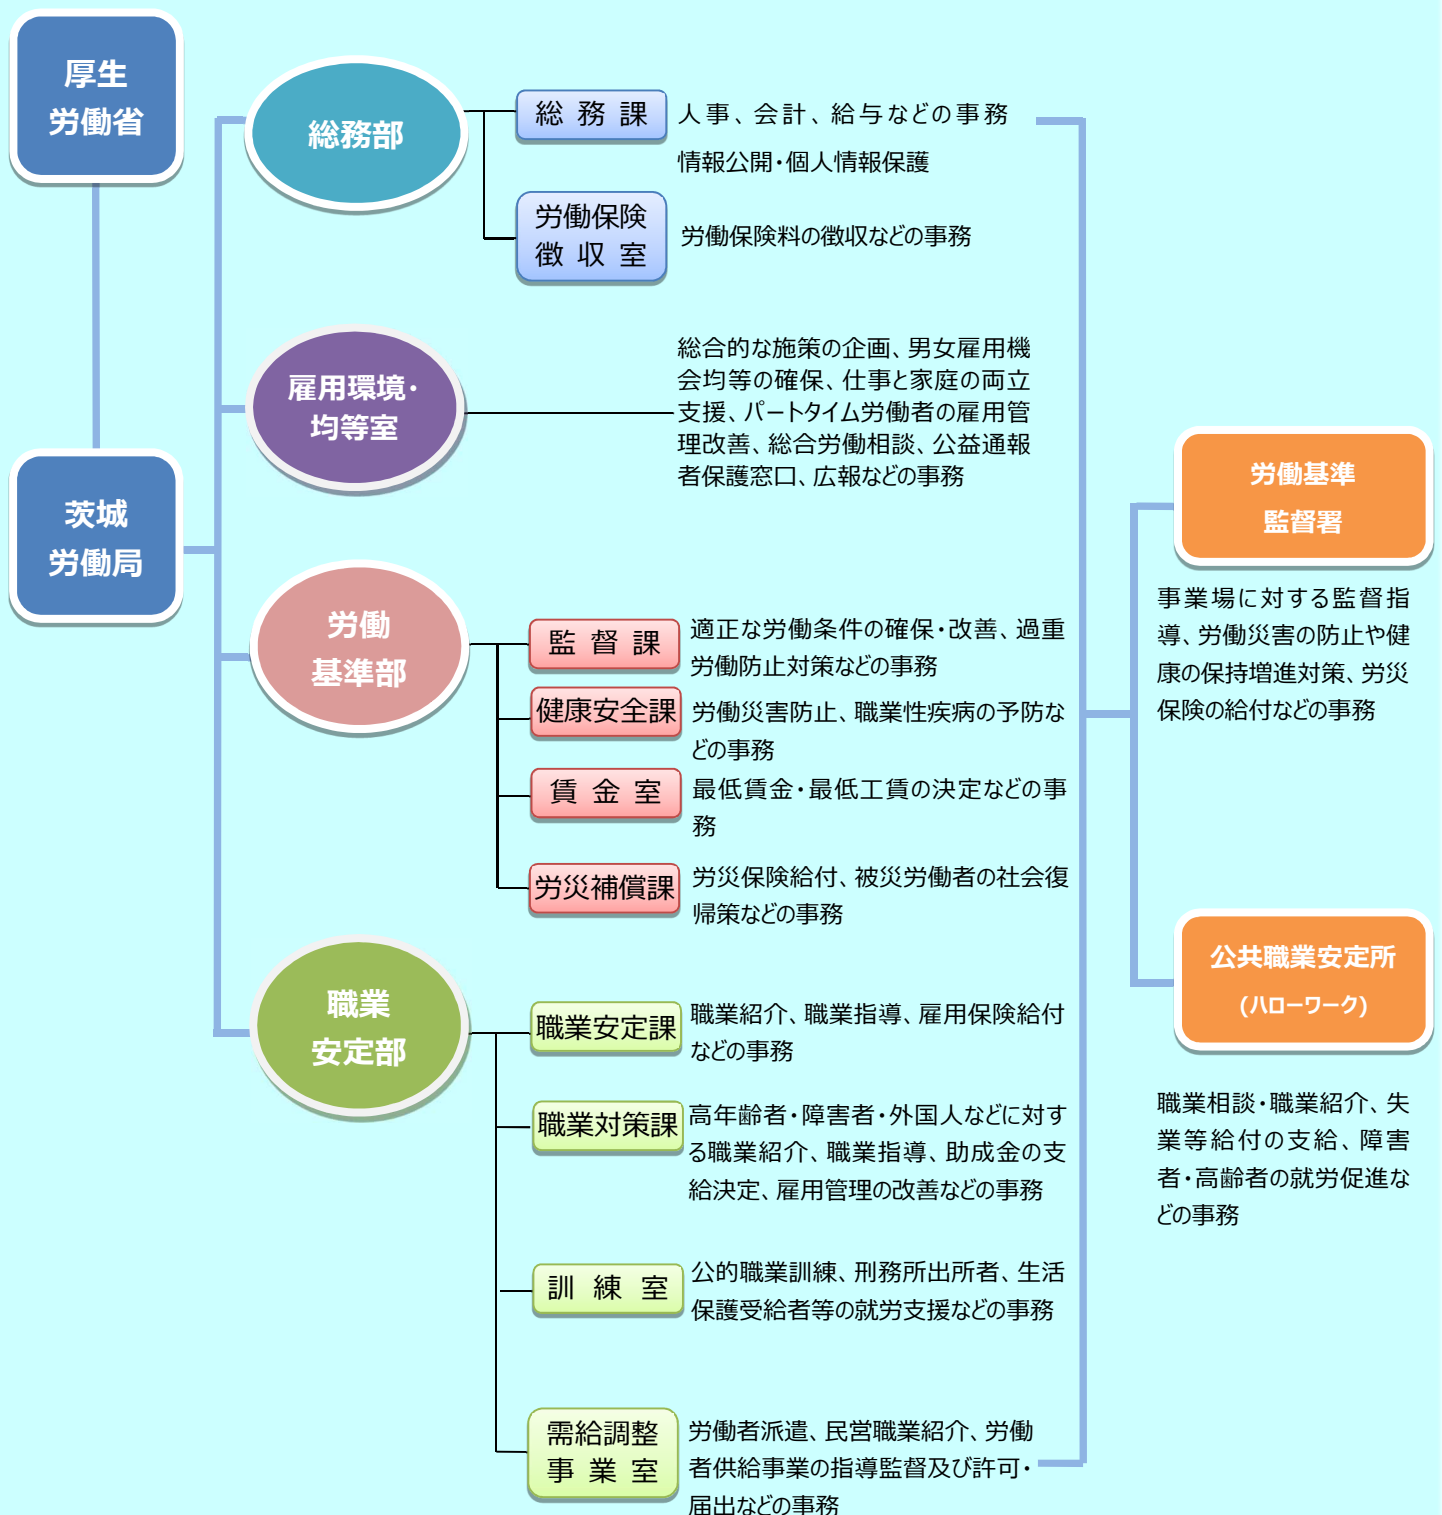 厚生
労働省
茨城
労働局
総務部
総務課
人事、会計、給与などの事務
情報公開・個人情報保護
労働保険
徴収室
労働保険料の徴収などの事務
雇用環境・
均等室
総合的な施策の企画、男女雇用機
会均等の確保、仕事と家庭の両立
支援、パートタイム労働者の雇用管
理改善、総合労働相談、公益通報
者保護窓口、広報などの事務
労働
基準部
監督課
適正な労働条件の確保・改善、過重
労働防止対策などの事務
健康安全課
労働災害防止、職業性疾病の予防な
どの事務
賃金室
最低賃金・最低工賃の決定などの事
務
労災補償課
労災保険給付、被災労働者の社会復
帰策などの事務
職業
安定部
職業安定課
職業紹介、職業指導、雇用保険給付
などの事務
職業対策課
高年齢者・障害者・外国人などに対す
る職業紹介、職業指導、助成金の支
給決定、雇用管理の改善などの事務
訓練室
公的職業訓練、刑務所出所者、生活
保護受給者等の就労支援などの事務
需給調整
事業室
労働者派遣、民営職業紹介、労働
者供給事業の指導監督及び許可・
届出などの事務
労働基準
監督署
事業場に対する監督指
導、労働災害の防止や健
康の保持増進対策、労災
保険の給付などの事務
公共職業安定所
(ハローワーク)
職業相談・職業紹介、失
業等給付の支給、障害
者・高齢者の就労促進な
どの事務